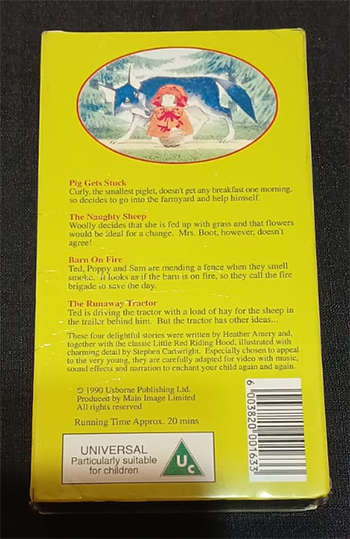 Pig Gets Stuck
Curly, the smallest piglet, doesn't get any breakfast one morning,
so decides to go into the farmyard and help himself.
The Naughty Sheep
Woolly decides that she is fed up with grass and that flowers
would be ideal for a change. Mrs. Boot, however, doesn't
agree!
Barn On Fire
Ted, Poppy and Sam are mending a fence when they smell
smoke. It looks as if the barn is on fire, so they call the fire
brigade to save the day.
The Runaway Tractor
Ted is driving the tractor with a load of hay for the sheep in
the trailer behind him. But the tractor has other ideas...
These four delightful stories were written by Heather Amery and,
together with the classic Little Red Riding Hood, illustrated with
charming detail by Stephen Cartwright. Especially chosen to appeal
to the very young, they are carefully adapted for video with music,
sound effects and narration to enchant your child again and again.
© 1990 Usborne Publishing Ltd.
Produced by Main Image Limited
All rights reserved
Running Time Approx. 20 mins
UNIVERSAL
Particularly suitable
for children
Uc
6 003820 001633